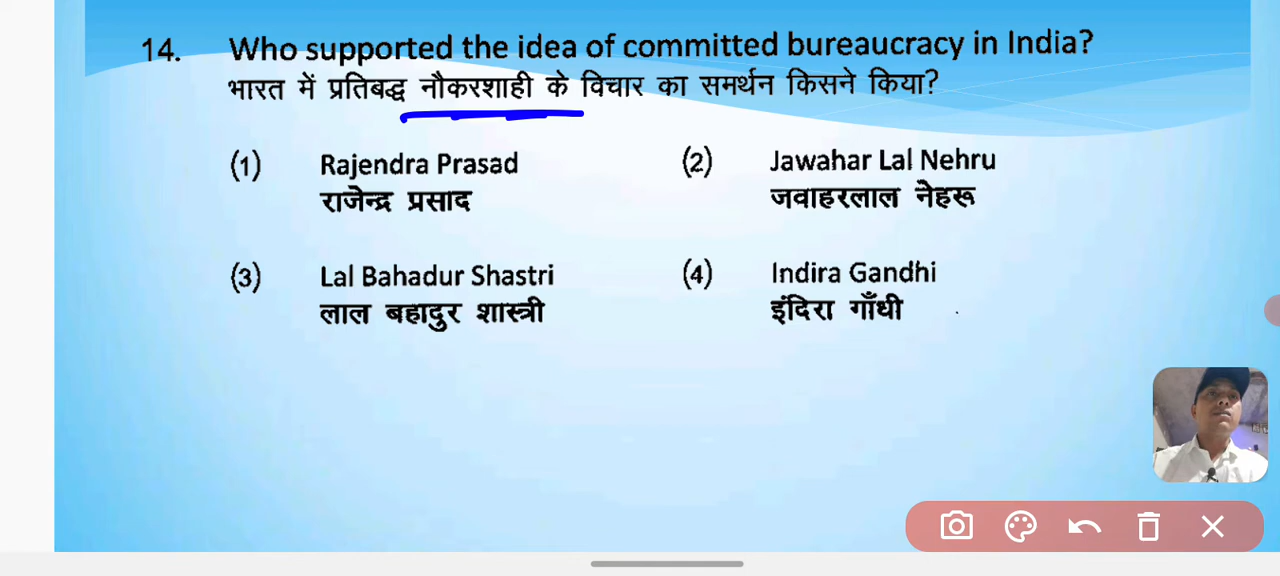 14. Who supported the idea of committed bureaucracy in India?
भारत में प्रतिबद्ध नौकरशाही के विचार का समर्थन किसने किया?
(1) Rajendra Prasad (2) Jawahar Lal Nehru
राजेन्द्र प्रसाद जवाहरलाल नेहरू
(3) Lal Bahadur Shastri (4) Indira Gandhi
लाल बहादुर शास्त्री इंदिरा गाँधी